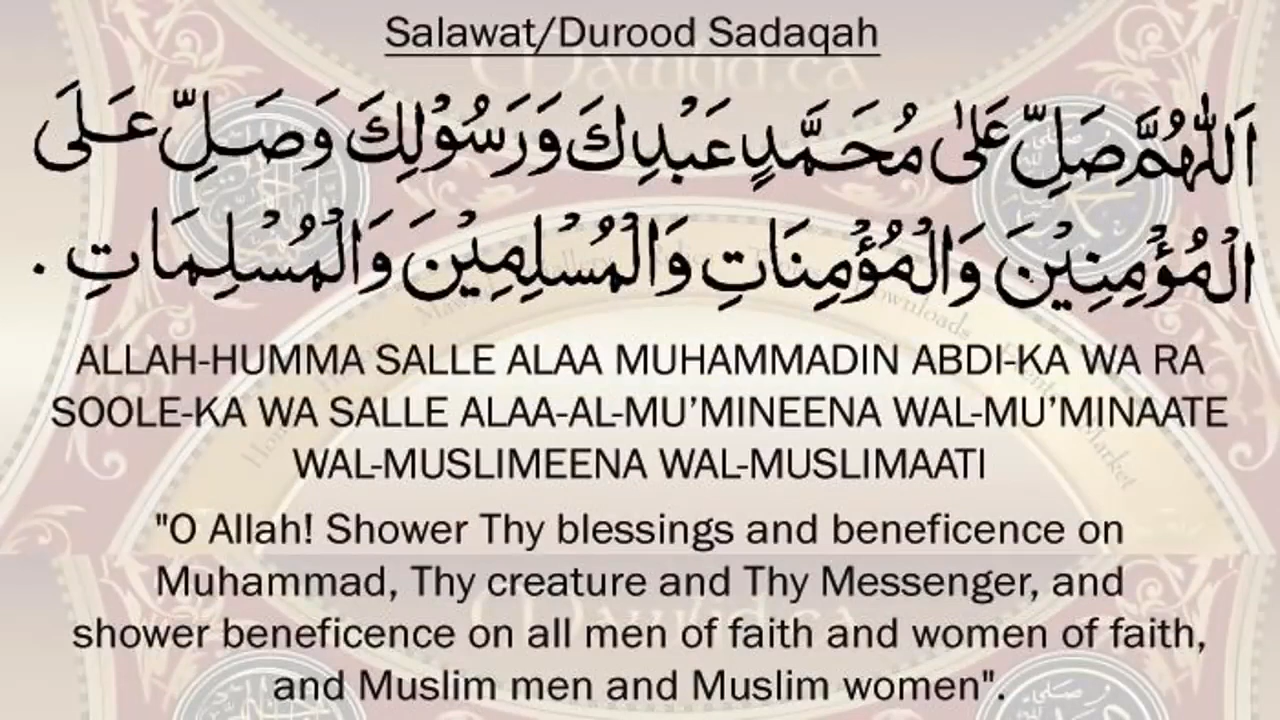 Salawat/Durood Sadaqah
اَللّٰهُمَّ صَلِّ عَلٰى مُحَمَّدٍ عَبْدِكَ وَرَسُوْلِكَ وَصَلِّ عَلَى
الْمُؤْمِنِيْنَ وَالْمُؤْمِنَاتِ وَالْمُسْلِمِيْنَ وَالْمُسْلِمَاتِ .
ALLAH-HUMMA SALLE ALAA MUHAMMADIN ABDI-KA WA RA
SOOLE-KA WA SALLE ALAA-AL-MU’MINEENA WAL-MU’MINAATE
WAL-MUSLIMEENA WAL-MUSLIMAATI
"O Allah! Shower Thy blessings and beneficence on
Muhammad, Thy creature and Thy Messenger, and
shower beneficence on all men of faith and women of faith,
and Muslim men and Muslim women".